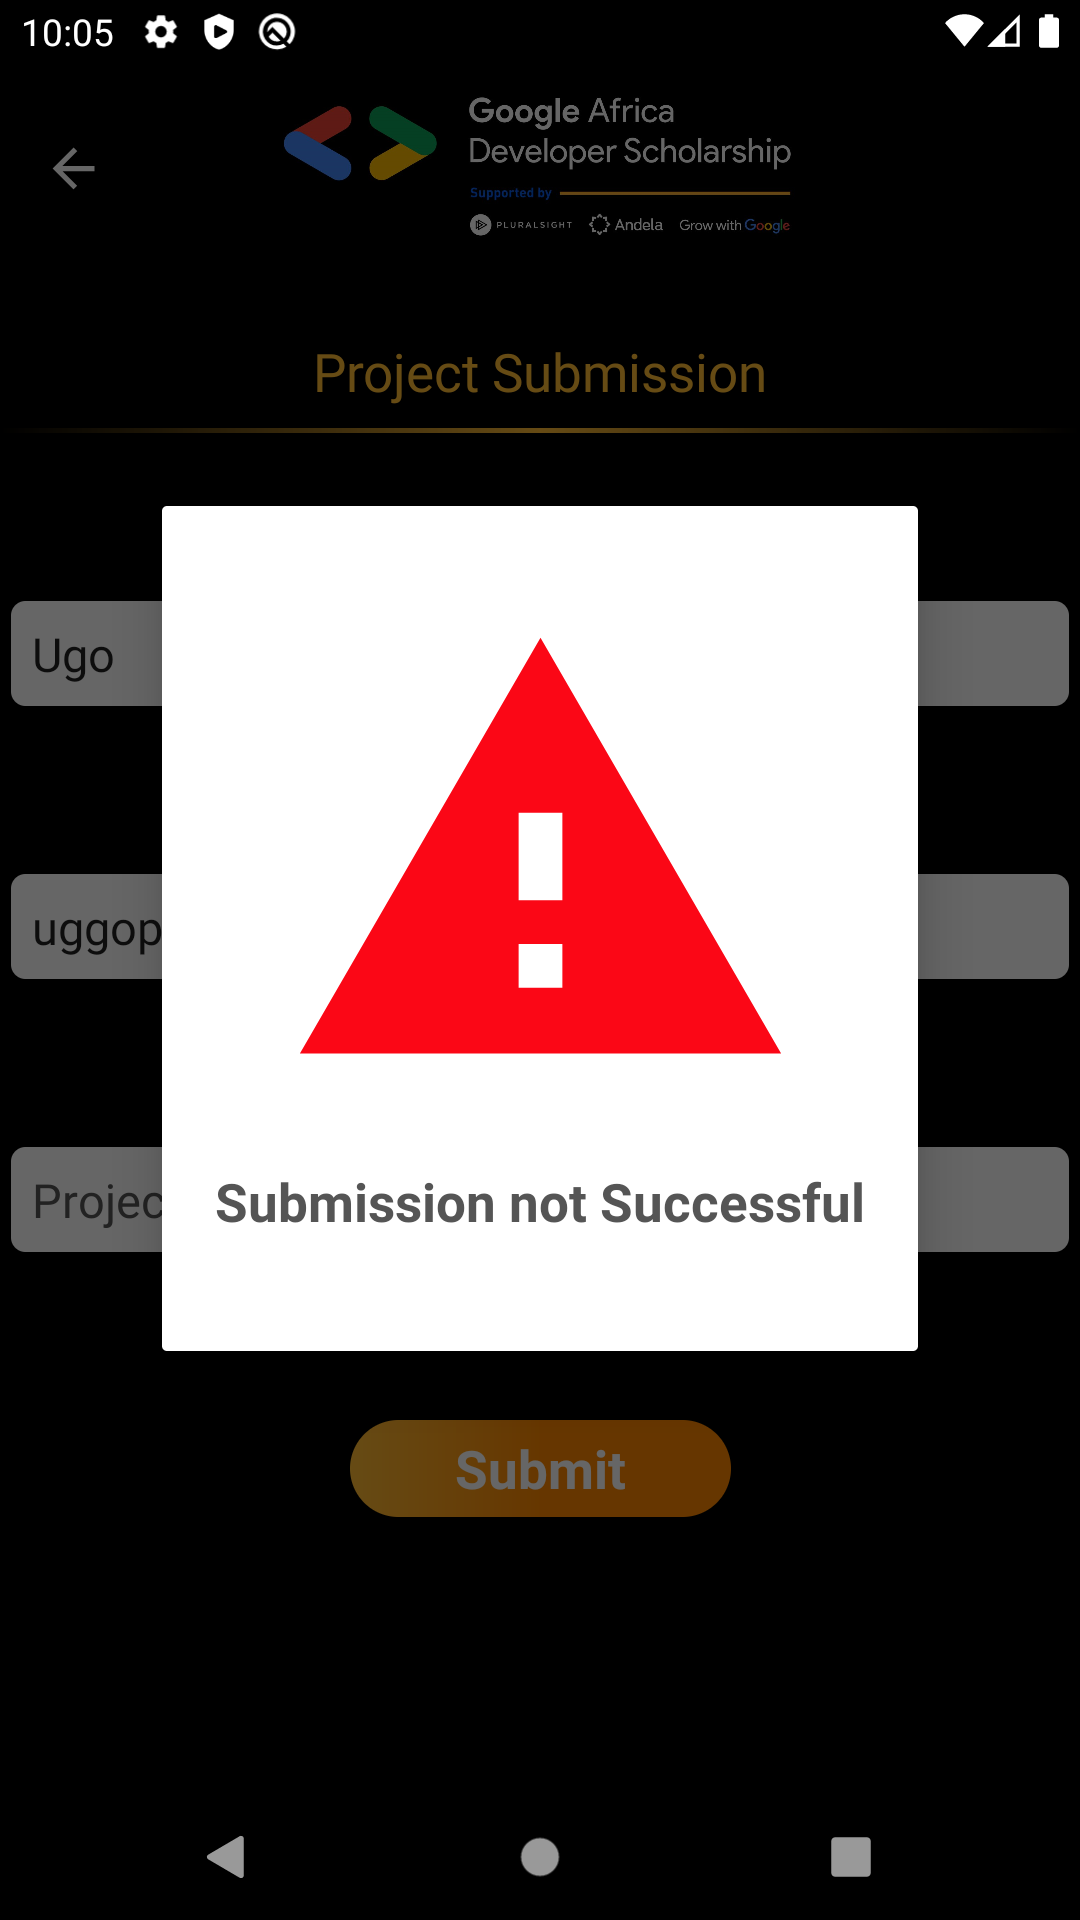 10:05
Google Africa
Developer Scholarship
Supported by
PLURALSIGHT Andela Grow with Google
Project Submission
Ugo
uggop
Projec
Submission not Successful
Submit